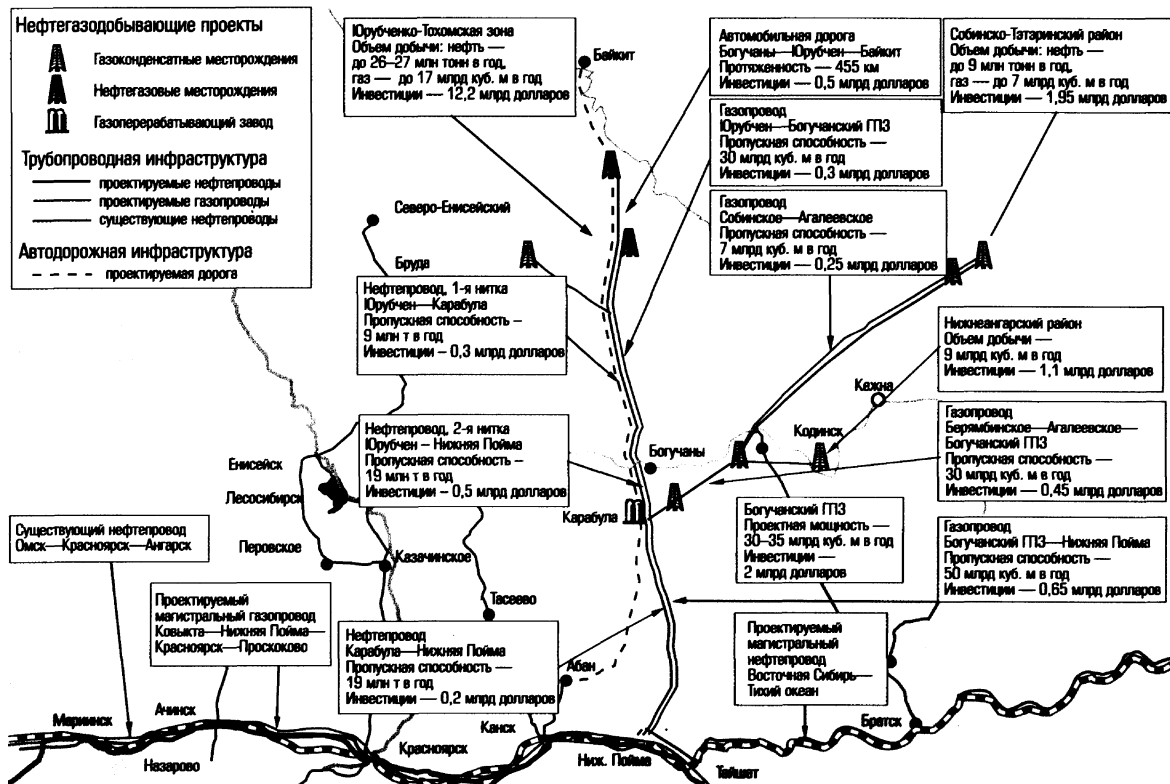 Нефтегазодобывающие проекты
Газоконденсатные месторождения
Нефтегазовые месторождения
Газоперерабатывающий завод
Трубопроводная инфраструктура
проектируемые нефтепроводы
проектируемые газопроводы
существующие нефтепроводы
Автодорожная инфраструктура
проектируемая дорога
Юрубченко-Тохомская зона
Объем добычи: нефть —
до 26–27 млн тонн в год,
газ — до 17 млрд куб. м в год
Инвестиции — 12,2 млрд долларов
Байкит
Автомобильная дорога
Богучаны—Юрубчен—Байкит
Протяженность — 455 км
Инвестиции — 0,5 млрд долларов
Собинско-Тэтэринский район
Объем добычи: нефть —
до 9 млн тонн в год,
газ — до 7 млрд куб. м в год
Инвестиции — 1,95 млрд долларов
Газопровод
Юрубчен—Богучанский ГПЗ
Пропускная способность —
30 млрд куб. м в год
Инвестиции — 0,3 млрд долларов
Газопровод
Собинское—Агалеевское
Пропускная способность —
7 млрд куб. м в год
Инвестиции — 0,25 млрд долларов
Северо-Енисейский
Бруда
Нефтепровод, 1-я нитка
Юрубчен—Карабула
Пропускная способность –
9 млн т в год
Инвестиции – 0,3 млрд долларов
Нижнеангарский район
Объем добычи —
9 млрд куб. м в год
Инвестиции — 1,1 млрд долларов
Кежма
Нефтепровод, 2-я нитка
Юрубчен – Нижняя Пойма
Пропускная способность -
19 млн т в год
Инвестиции – 0,5 млрд долларов
Богучаны
Кодинск
Газопровод
Берямбинское—Агалеевское—
Богучанский ГПЗ
Пропускная способность —
30 млрд куб. м в год
Инвестиции — 0,45 млрд долларов
Енисейск
Лесосибирск
Карабула
Богучанский ГПЗ
Проектная мощность —
30–35 млрд куб. м в год
Инвестиции —
2 млрд долларов
Существующий нефтепровод
Омск—Красноярск—Ангарск
Перовское
Казачинское
Газопровод
Богучанский ГПЗ—Нижняя Пойма
Пропускная способность —
50 млрд куб. м в год
Инвестиции — 0,65 млрд долларов
Проектируемый
магистральный газопровод
Ковыкта—Нижняя Пойма—
Красноярск—Проскоково
Тасеево
Нефтепровод
Карабула—Нижняя Пойма
Пропускная способность —
19 млн т в год
Инвестиции — 0,2 млрд долларов
Абан
Проектируемый
магистральный
нефтепровод
Восточная Сибирь—
Тихий океан
Мариинск
Ачинск
Назарово
Красноярск
Канск
Ниж. Пойма
Тайшет
Братск